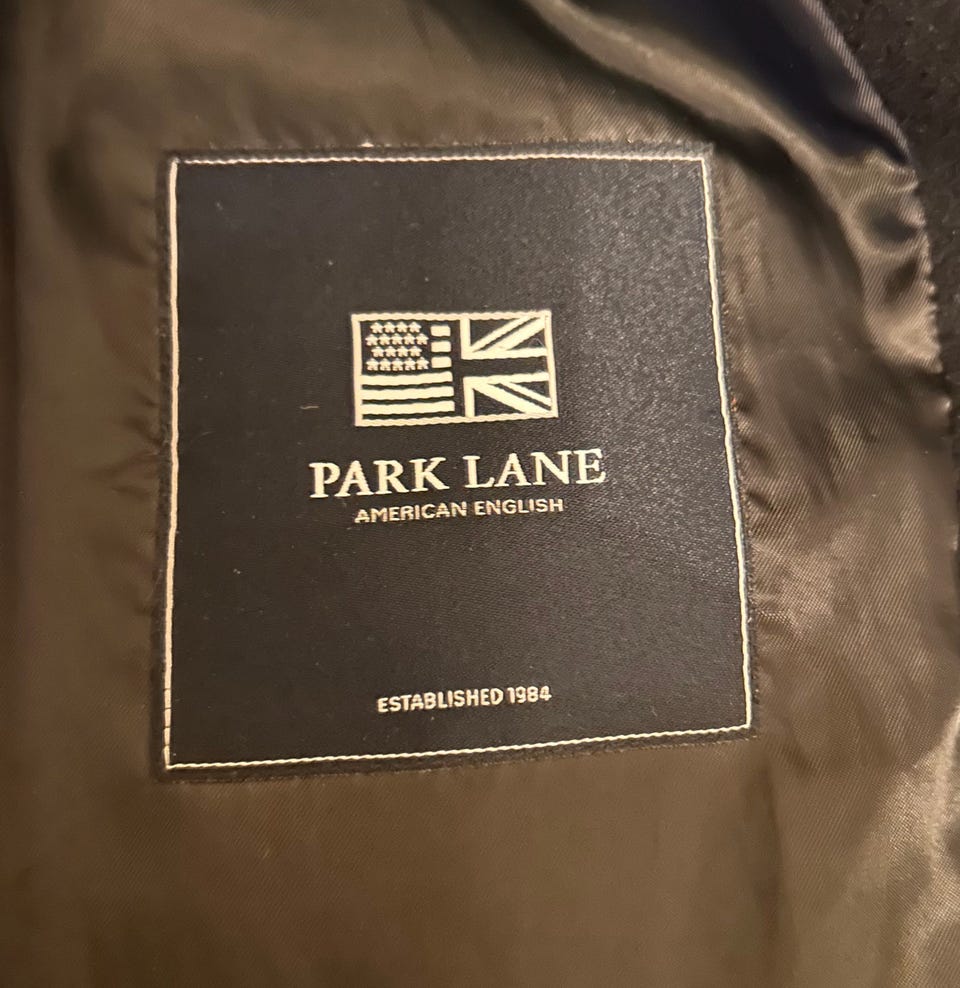 PARK LANE
AMERICAN ENGLISH
ESTABLISHED 1984